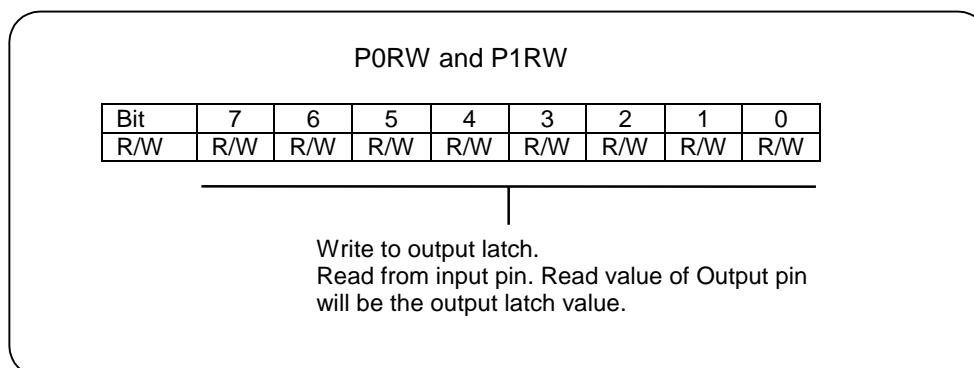 P0RW and P1RW
Bit 7 6 5 4 3 2 1 0
R/W R/W R/W R/W R/W R/W R/W R/W R/W
Write to output latch.
Read from input pin. Read value of Output pin
will be the output latch value.